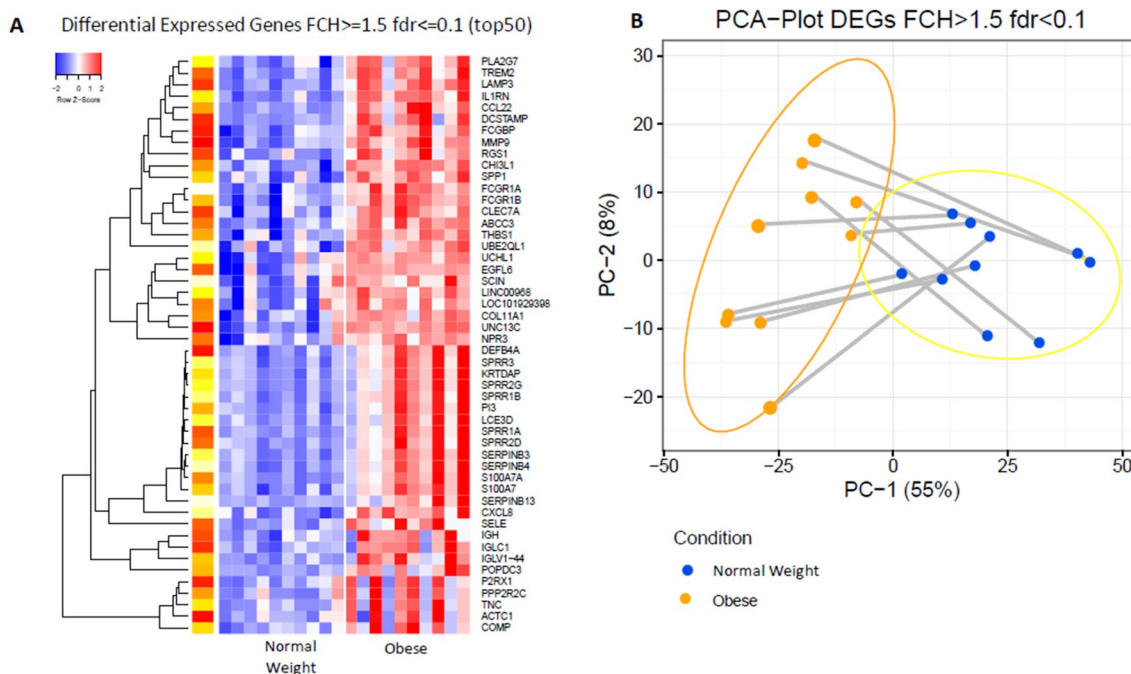 A
Differential Expressed Genes FCH>=1.5 fdr<=0.1 (top50)
-2 -1 0 1 2
Row Z-Score
PLA2G7
TREM2
LAMP3
IL1RN
CCL22
DCSTAMP
FCGBP
MMP9
RGS1
CHI3L1
SPP1
FCGR1A
FCGR1B
CLEC7A
ABCC3
THBS1
UBE2QL1
UCHL1
EGFL6
SCIN
LINC00968
LOC101929398
COL11A1
UNC13C
NPR3
DEFB4A
SPRR3
KRTDAP
SPRR2G
SPRR1B
PI3
LCE3D
SPRR1A
SPRR2D
SERPINB3
SERPINB4
S100A7A
S100A7
SERPINB13
CXCL8
SELE
IGH
IGLC1
IGLV1-44
POPDC3
P2RX1
PPP2R2C
TNC
ACTC1
COMP
Normal
Weight
Obese
B
PCA-Plot DEGs FCH>1.5 fdr<0.1
30
20
10
0
-10
-20
PC-2 (8%)
-50 -25 0 25 50
PC-1 (55%)
Condition
Normal Weight
Obese